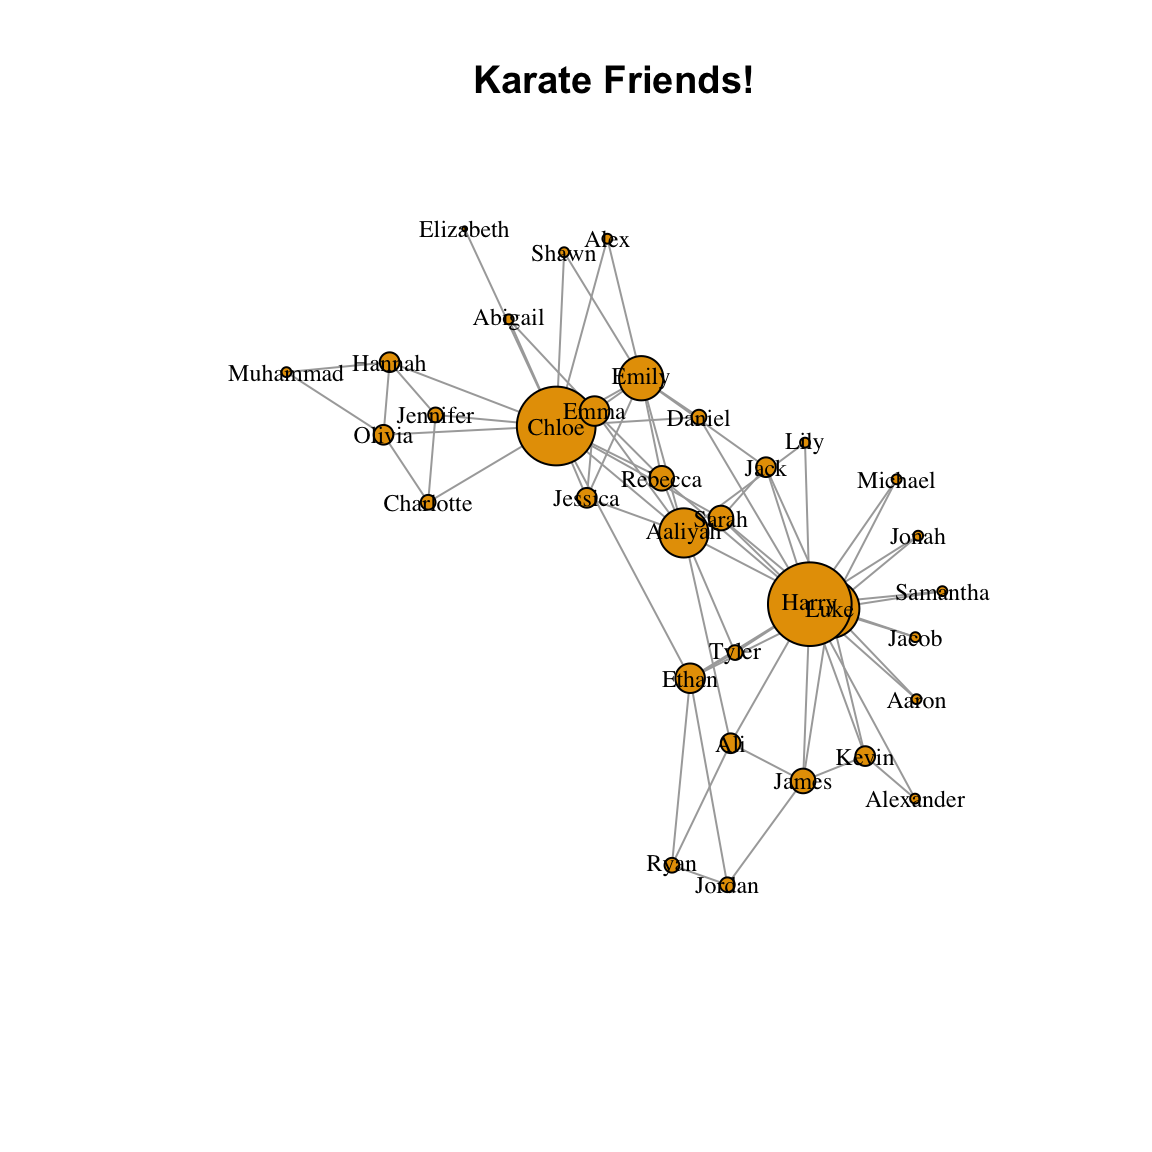 Karate Friends!
Elizabeth
Shawn
Alex
Abigail
Muhammad
Hannah
Emily
Jennifer
Emma
Chloe
Daniel
Olivia
Lily
Jack
Rebecca
Michael
Charlotte
Jessica
Sarah
Aaliyah
Jonah
Samantha
Harry
Luke
Jacob
Tyler
Ethan
Aaron
Ali
Kevin
James
Alexander
Ryan
Jordan